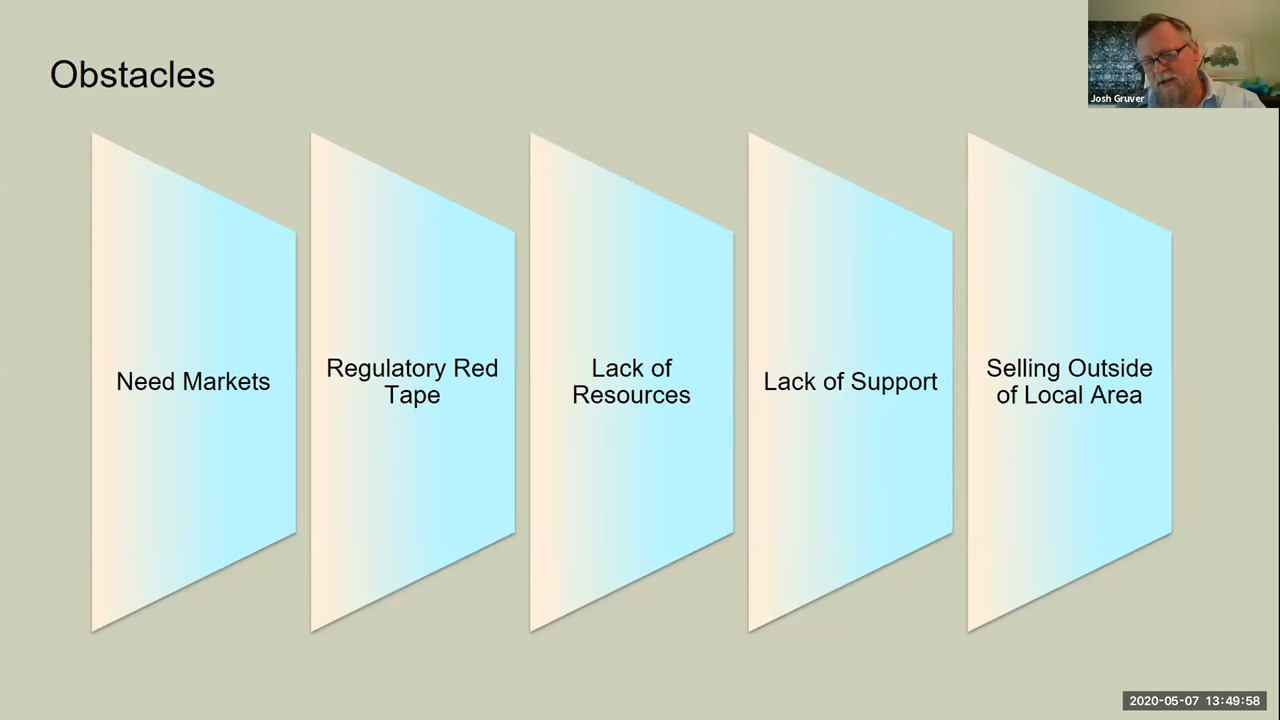 Obstacles
Josh Gruver
Need Markets
Regulatory Red
Tape
Lack of
Resources
Lack of Support
Selling Outside
of Local Area
2020-05-07 13:49:58